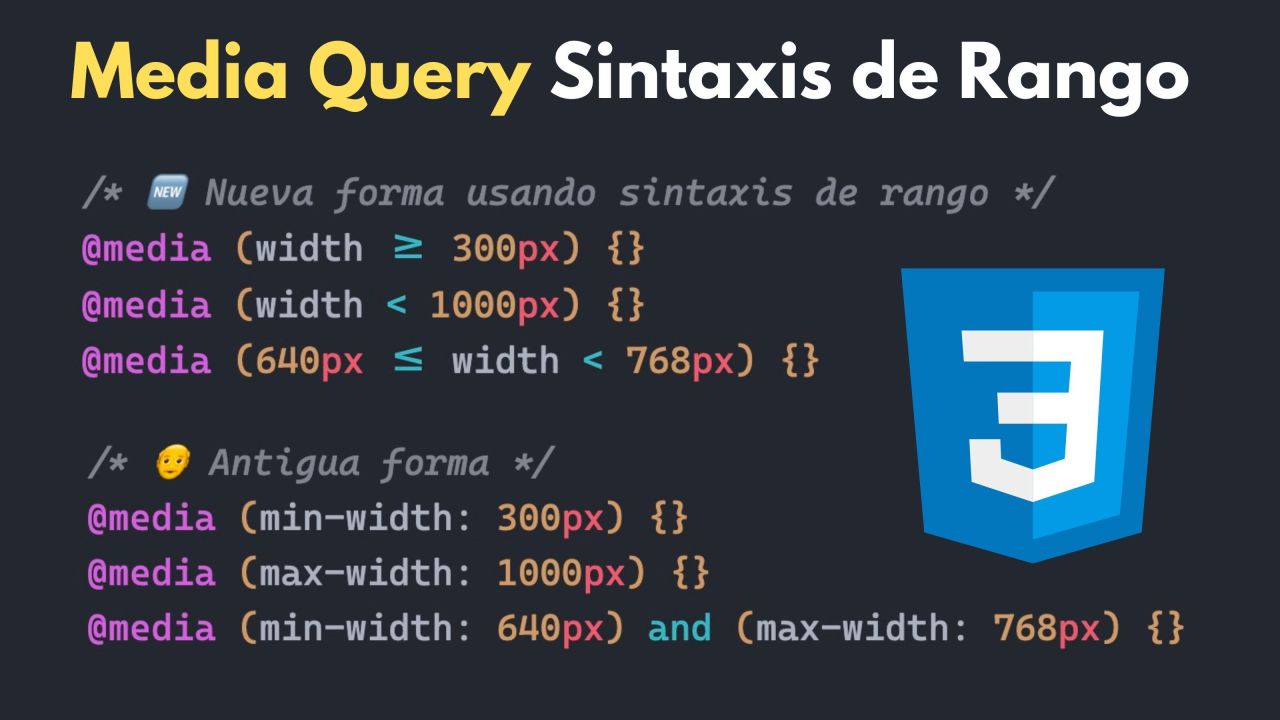 Media Query Sintaxis de Rango
/* 🆕 Nueva forma usando sintaxis de rango */
@media (width ≥ 300px) {}
@media (width < 1000px) {}
@media (640px ≤ width < 768px) {}
/* 👴 Antigua forma */
@media (min-width: 300px) {}
@media (max-width: 1000px) {}
@media (min-width: 640px) and (max-width: 768px) {}
3